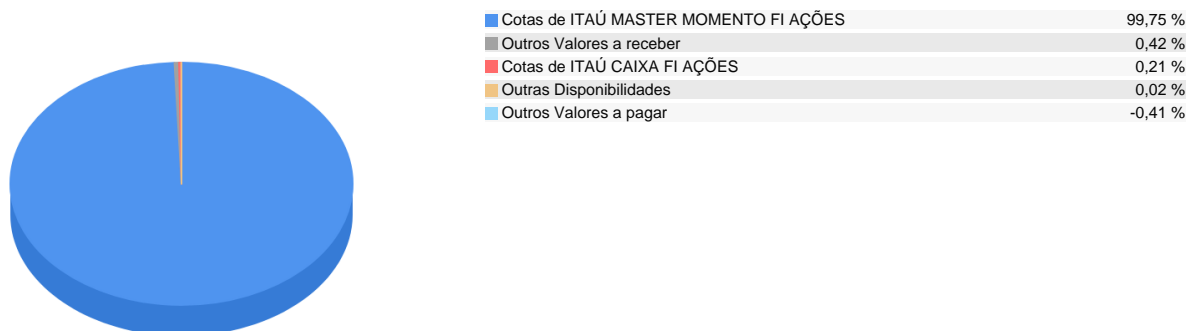 Cotas de ITAÚ MASTER MOMENTO FI AÇÕES 99,75 %
Outros Valores a receber 0,42 %
Cotas de ITAÚ CAIXA FI AÇÕES 0,21 %
Outras Disponibilidades 0,02 %
Outros Valores a pagar -0,41 %